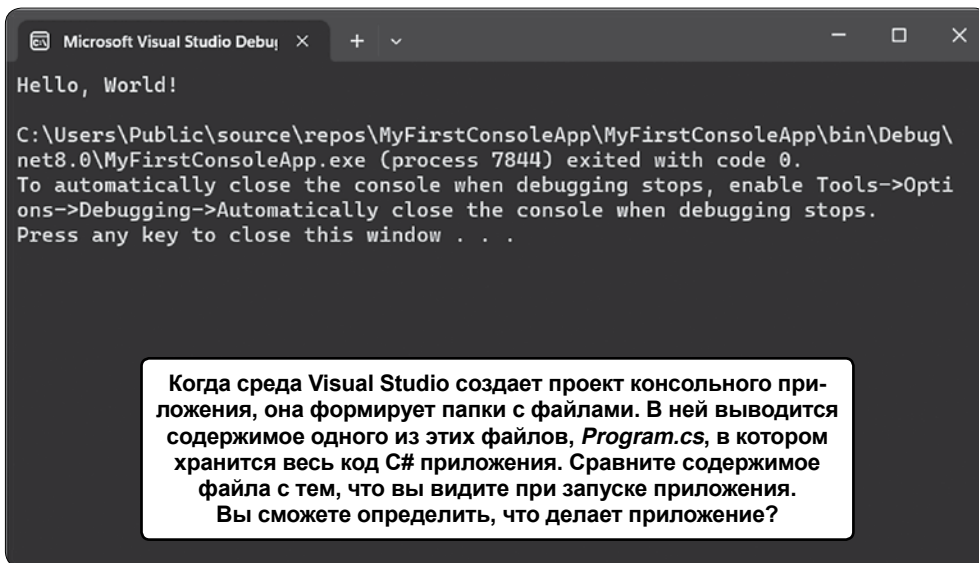 Microsoft Visual Studio Debu
Hello, World!
C:\Users\Public\source\repos\MyFirstConsoleApp\MyFirstConsoleApp\bin\Debug\
net8.0\MyFirstConsoleApp.exe (process 7844) exited with code 0.
To automatically close the console when debugging stops, enable Tools->Opti
ons->Debugging->Automatically close the console when debugging stops.
Press any key to close this window . . .
Когда среда Visual Studio создает проект консольного при-
ложения, она формирует папки с файлами. В ней выводится
содержимое одного из этих файлов, Program.cs, в котором
хранится весь код C# приложения. Сравните содержимое
файла с тем, что вы видите при запуске приложения.
Вы сможете определить, что делает приложение?